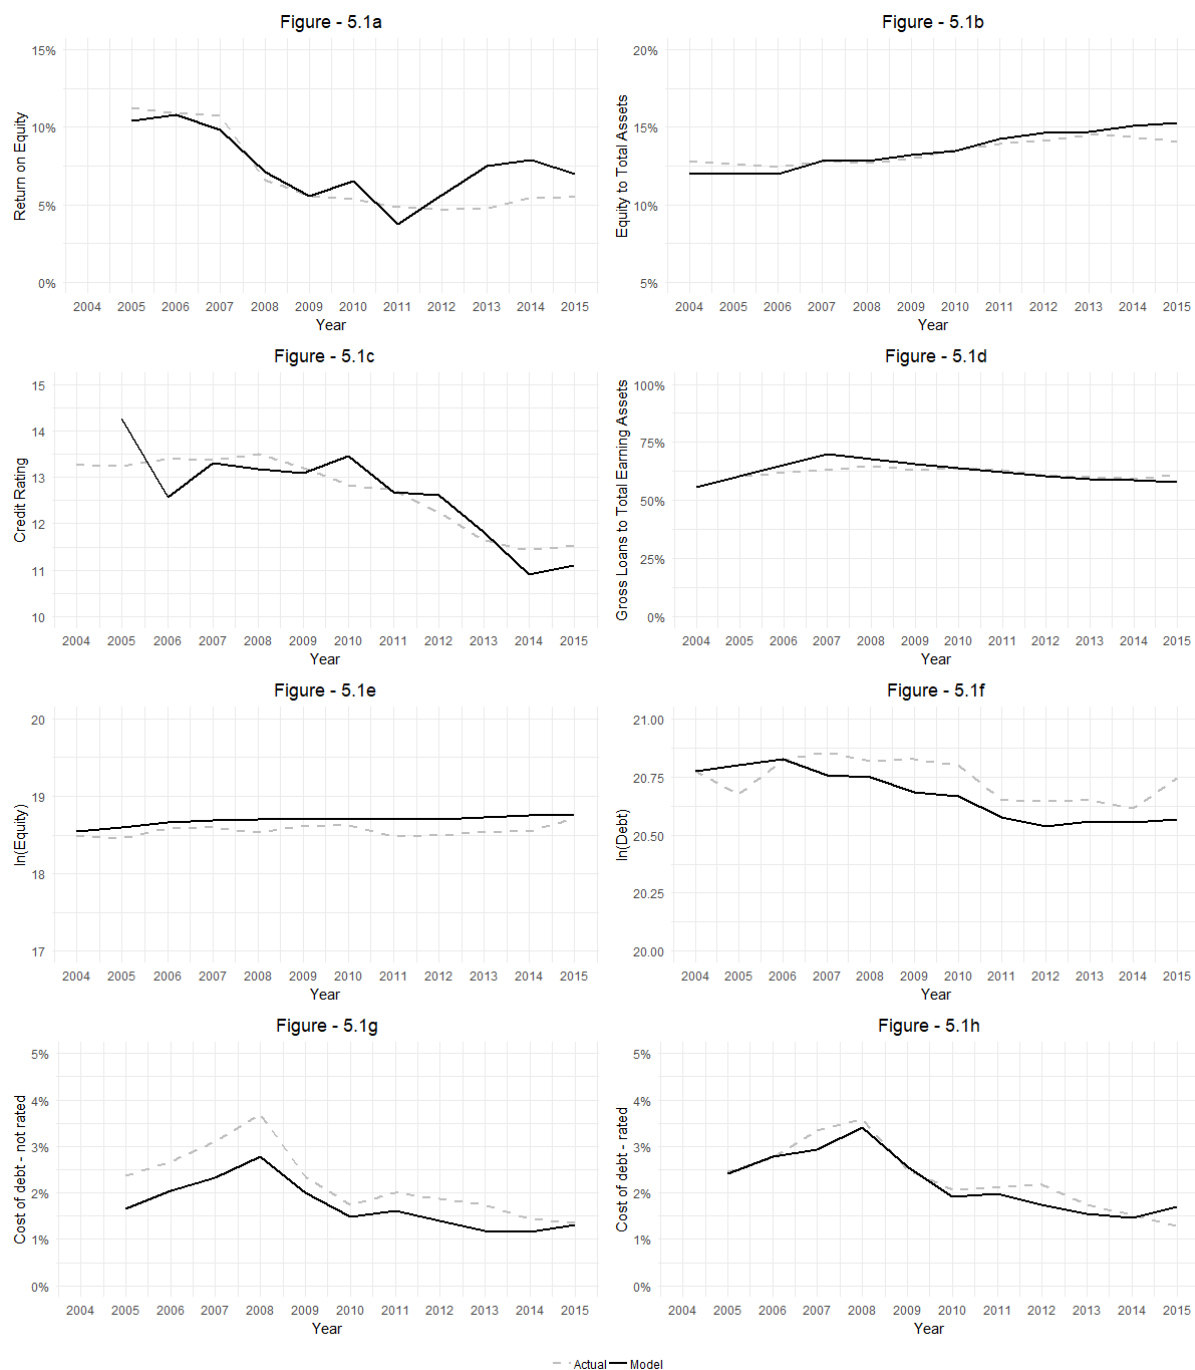 Figure - 5.1a
15%
10%
5%
0%
Return on Equity
2004 2005 2006 2007 2008 2009 2010 2011 2012 2013 2014 2015
Year
Figure - 5.1b
20%
15%
10%
5%
Equity to Total Assets
2004 2005 2006 2007 2008 2009 2010 2011 2012 2013 2014 2015
Year
Figure - 5.1c
15
14
13
12
11
10
Credit Rating
2004 2005 2006 2007 2008 2009 2010 2011 2012 2013 2014 2015
Year
Figure - 5.1d
100%
75%
50%
25%
0%
Gross Loans to Total Earning Assets
2004 2005 2006 2007 2008 2009 2010 2011 2012 2013 2014 2015
Year
Figure - 5.1e
20
19
18
17
ln(Equity)
2004 2005 2006 2007 2008 2009 2010 2011 2012 2013 2014 2015
Year
Figure - 5.1f
21.00
20.75
20.50
20.25
20.00
ln(Debt)
2004 2005 2006 2007 2008 2009 2010 2011 2012 2013 2014 2015
Year
Figure - 5.1g
5%
4%
3%
2%
1%
0%
Cost of debt - not rated
2004 2005 2006 2007 2008 2009 2010 2011 2012 2013 2014 2015
Year
Figure - 5.1h
5%
4%
3%
2%
1%
0%
Cost of debt - rated
2004 2005 2006 2007 2008 2009 2010 2011 2012 2013 2014 2015
Year
Actual Model